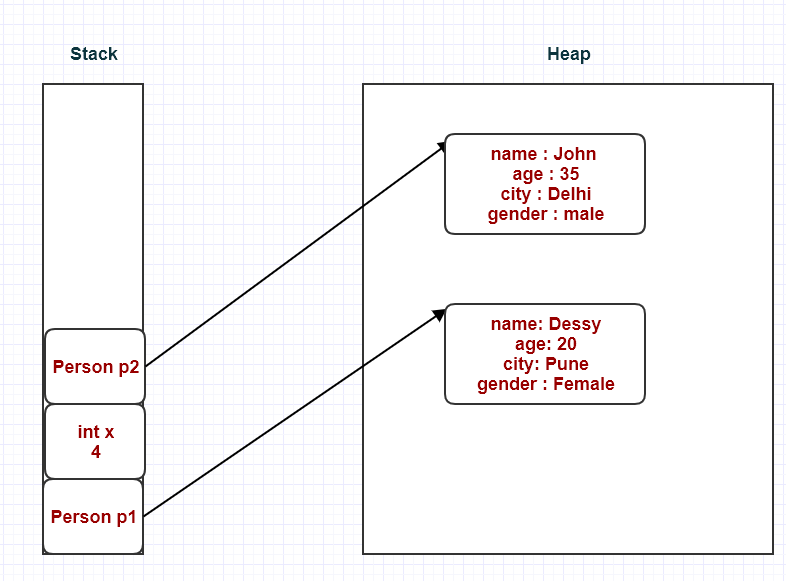 Stack
Heap
name : John
age : 35
city : Delhi
gender : male
name: Dessy
age: 20
city: Pune
gender : Female
Person p2
int x
4
Person p1